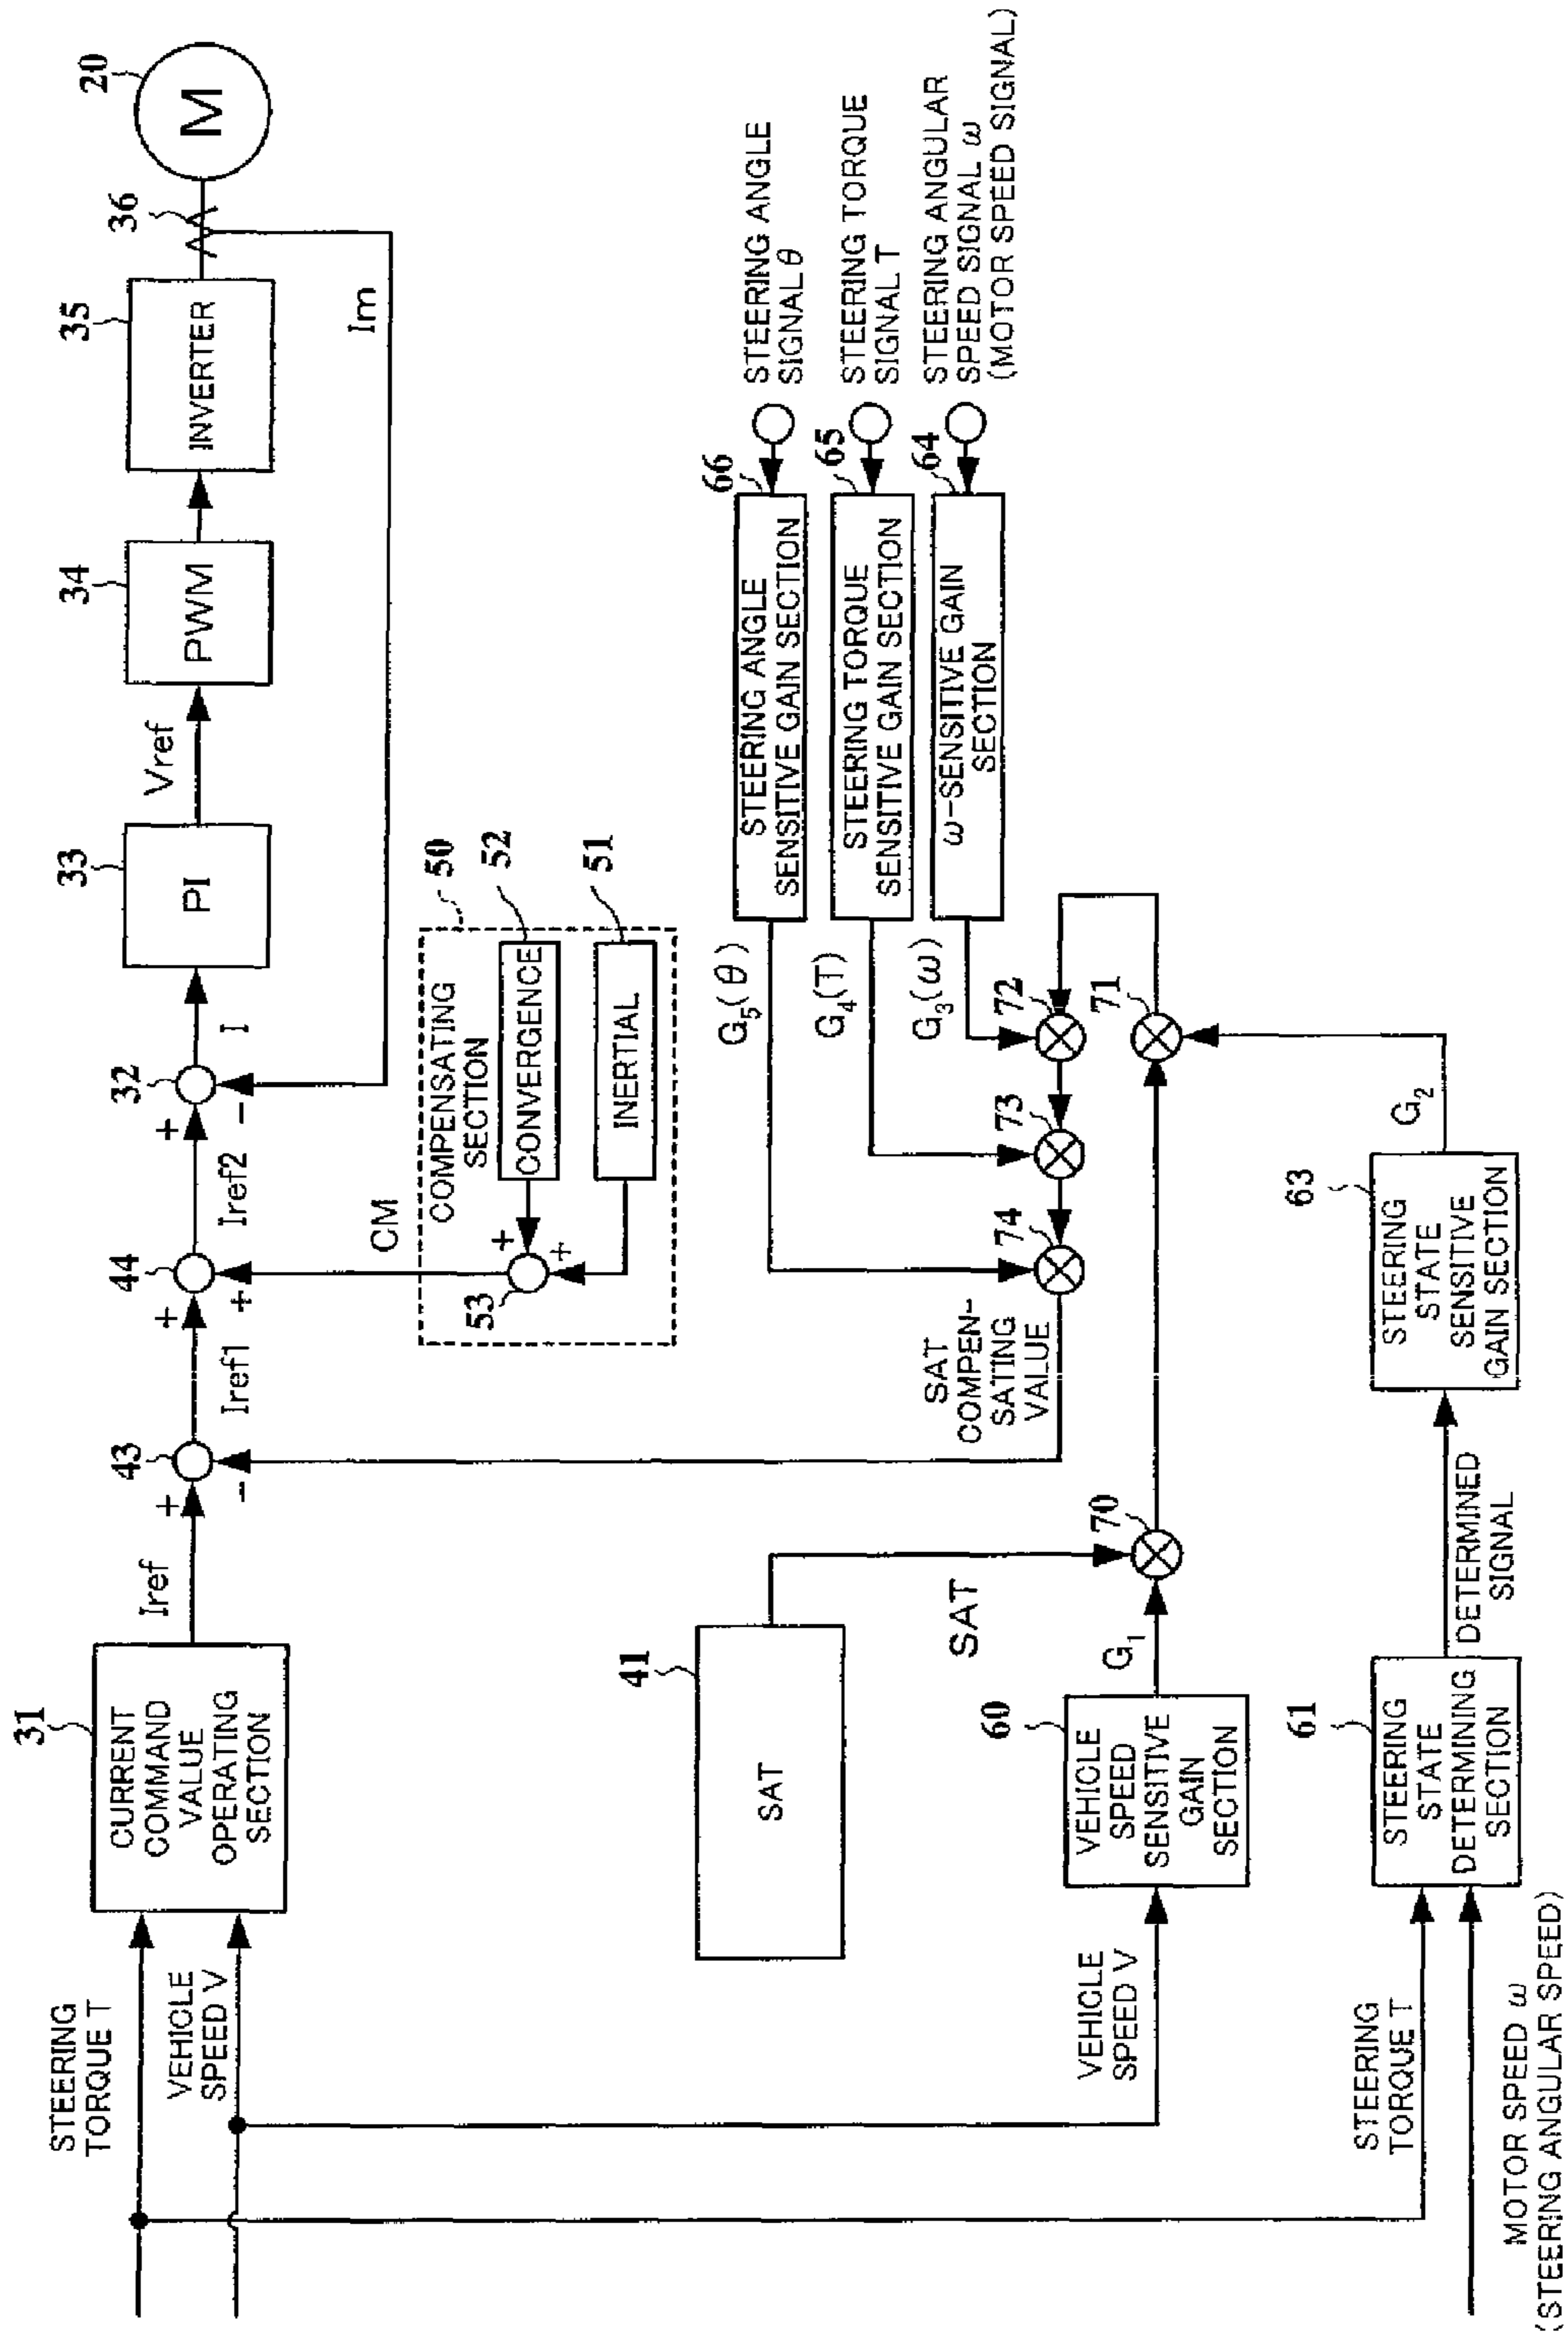 STEERING
TORQUE T
VEHICLE
SPEED V
31
CURRENT
COMMAND
VALUE
OPERATING
SECTION
Iref
+
-
43
Iref1
+
+
44
Iref2
+
-
32
I
33
PI
Vref
34
PWM
35
INVERTER
36
Im
20
M
CM
50
COMPENSATING
SECTION
52
CONVERGENCE
51
INERTIAL
+
+
53
41
SAT
SAT
SAT
COMPEN-
SATING
VALUE
VEHICLE
SPEED V
60
VEHICLE
SPEED
SENSITIVE
GAIN
SECTION
G1
70
71
72
73
74
G5(θ)
G4(T)
G3(ω)
66
STEERING ANGLE
SENSITIVE GAIN SECTION
65
STEERING TORQUE
SENSITIVE GAIN SECTION
64
ω-SENSITIVE GAIN
SECTION
STEERING ANGLE
SIGNAL θ
STEERING TORQUE
SIGNAL T
STEERING ANGULAR
SPEED SIGNAL ω
(MOTOR SPEED SIGNAL)
STEERING
TORQUE T
MOTOR SPEED ω
(STEERING ANGULAR SPEED)
61
STEERING
STATE
DETERMINING
SECTION
DETERMINED
SIGNAL
63
STEERING
STATE
SENSITIVE
GAIN SECTION
G2